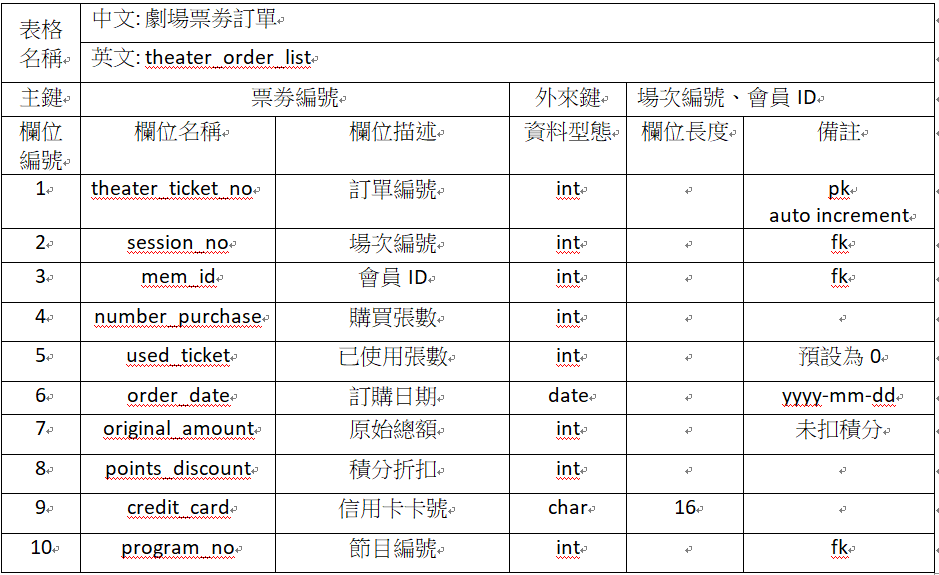 表格名稱 中文: 劇場票券訂單
英文: theater_order_list
主鍵 票券編號 外來鍵 場次編號、會員 ID
欄位編號 欄位名稱 欄位描述 資料型態 欄位長度 備註
1 theater_ticket_no 訂單編號 int pk
auto increment
2 session_no 場次編號 int fk
3 mem_id 會員 ID int fk
4 number_purchase 購買張數 int
5 used_ticket 已使用張數 int 預設為 0
6 order_date 訂購日期 date yyyy-mm-dd
7 original_amount 原始總額 int 未扣積分
8 points_discount 積分折扣 int
9 credit_card 信用卡卡號 char 16
10 program_no 節目編號 int fk